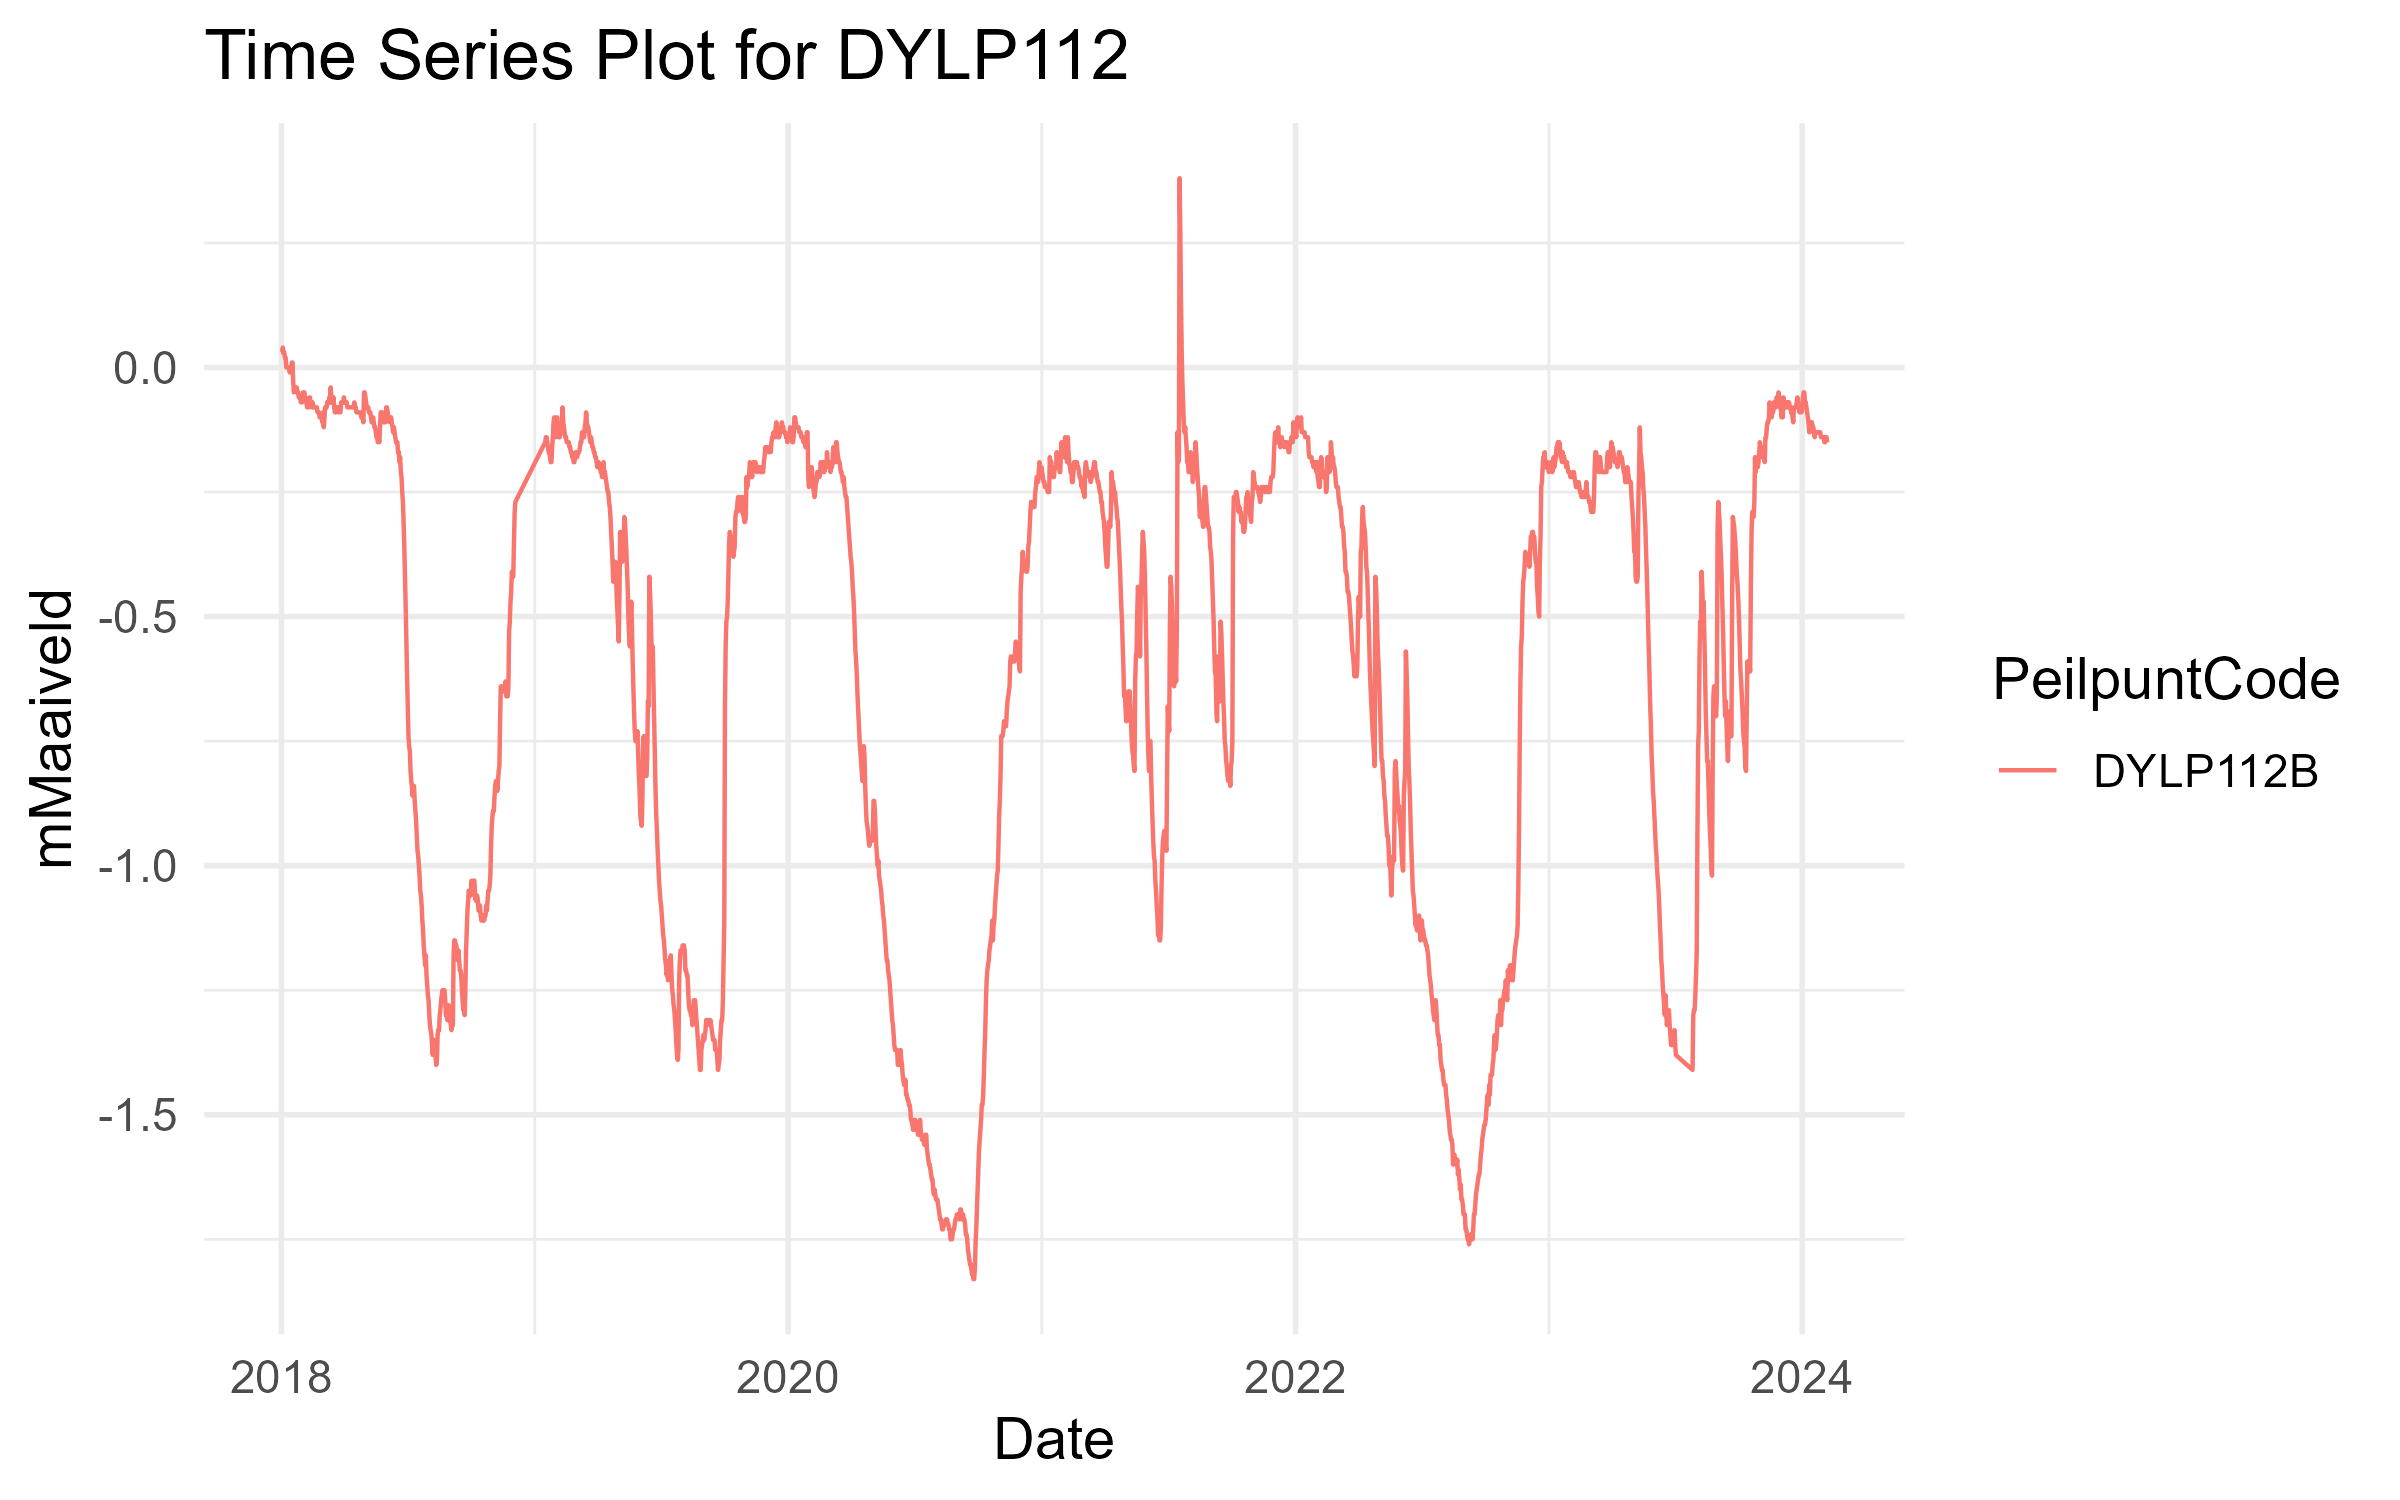 Time Series Plot for DYLP112
mMaaiveld
0.0
-0.5
-1.0
-1.5
2018 2020 2022 2024
Date
PeilpuntCode
DYLP112B